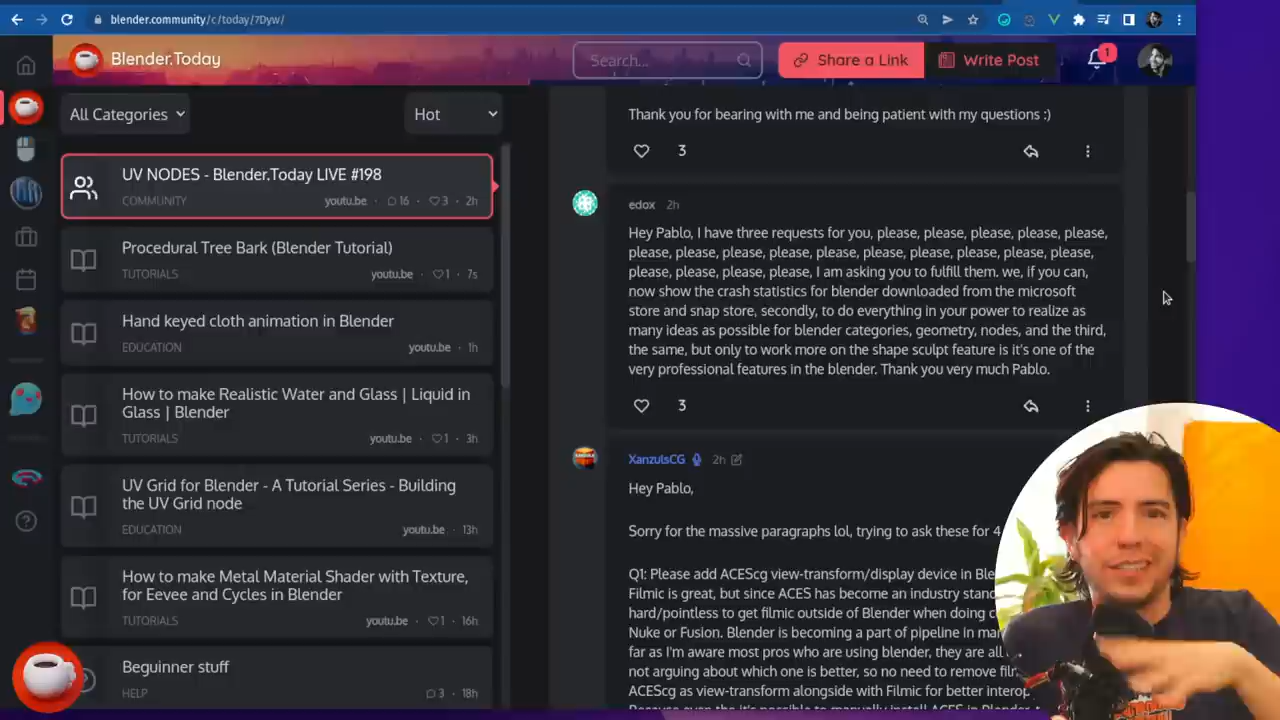 blender.community/c/today/7Dyw/
Blender.Today
Search...
Share a Link
Write Post
1
All Categories
Hot
UV NODES - Blender.Today LIVE #198
COMMUNITY
youtu.be · 16 · 3 · 2h
Procedural Tree Bark (Blender Tutorial)
TUTORIALS
youtu.be · 1 · 7s
Hand keyed cloth animation in Blender
EDUCATION
youtu.be · 1h
How to make Realistic Water and Glass | Liquid in
Glass | Blender
TUTORIALS
youtu.be · 1 · 3h
UV Grid for Blender - A Tutorial Series - Building
the UV Grid node
EDUCATION
youtu.be · 13h
How to make Metal Material Shader with Texture,
for Eevee and Cycles in Blender
TUTORIALS
youtu.be · 1 · 16h
Beguinner stuff
HELP
3 · 18h
Thank you for bearing with me and being patient with my questions :)
3
edox 2h
Hey Pablo, I have three requests for you, please, please, please, please, please,
please, please, please, please, please, please, please, please, please, please,
please, please, please, please, I am asking you to fulfill them. we, if you can,
now show the crash statistics for blender downloaded from the microsoft
store and snap store, secondly, to do everything in your power to realize as
many ideas as possible for blender categories, geometry, nodes, and the third,
the same, but only to work more on the shape sculpt feature is it's one of the
very professional features in the blender. Thank you very much Pablo.
3
XanzulsCG 2h
Hey Pablo,
Sorry for the massive paragraphs lol, trying to ask these for 4
Q1: Please add ACEScg view-transform/display device in Ble
Filmic is great, but since ACES has become an industry stand
hard/pointless to get filmic outside of Blender when doing c
Nuke or Fusion. Blender is becoming a part of pipeline in ma
far as I'm aware most pros who are using blender, they are all
not arguing about which one is better, so no need to remove film
ACEScg as view-transform alongside with Filmic for better interop